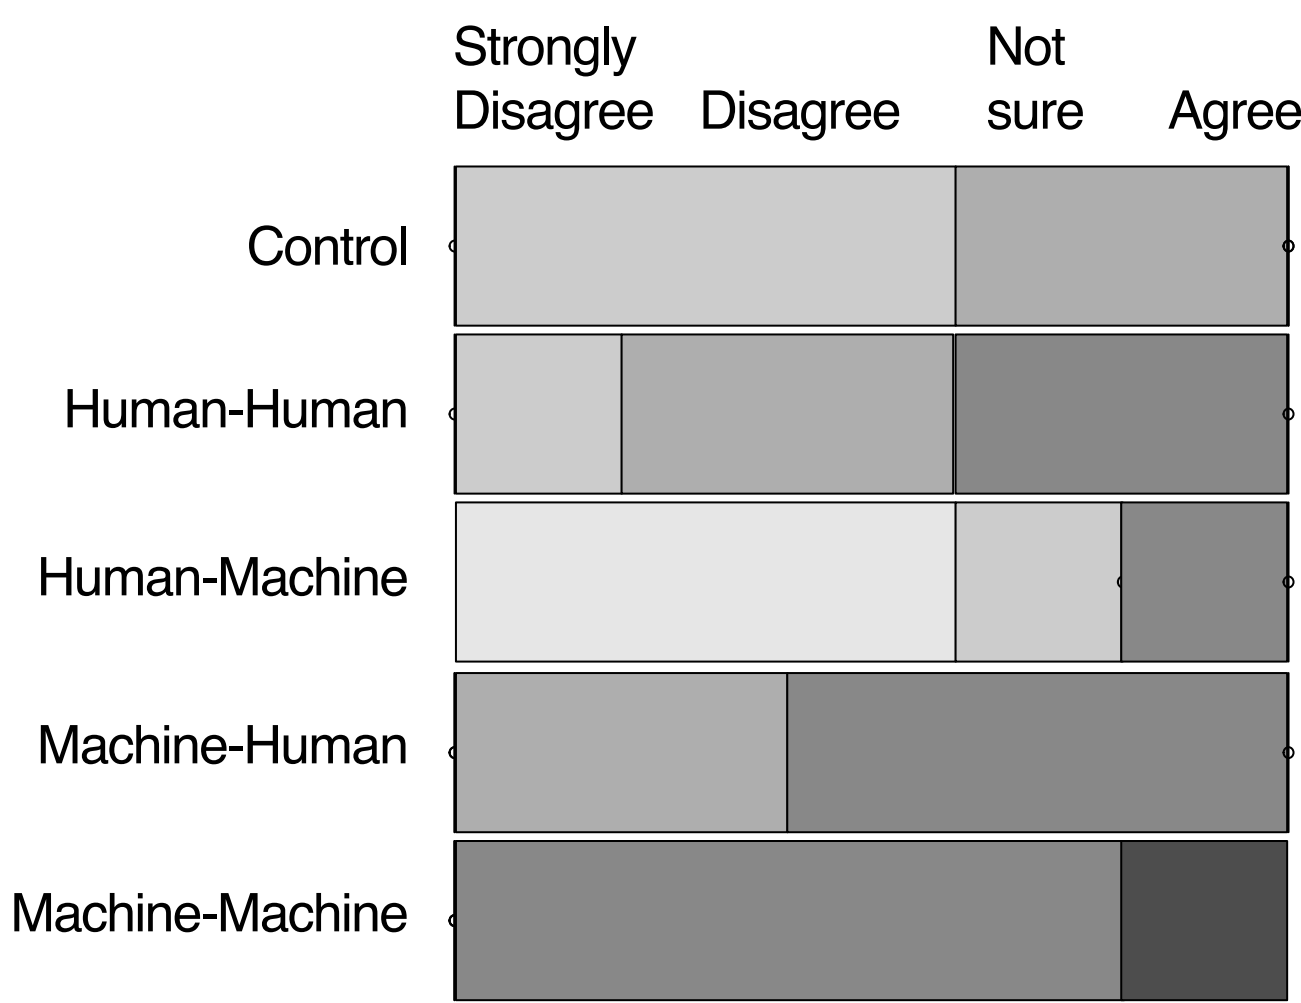 Strongly Disagree
Disagree
Not sure
Agree
Control
Human-Human
Human-Machine
Machine-Human
Machine-Machine